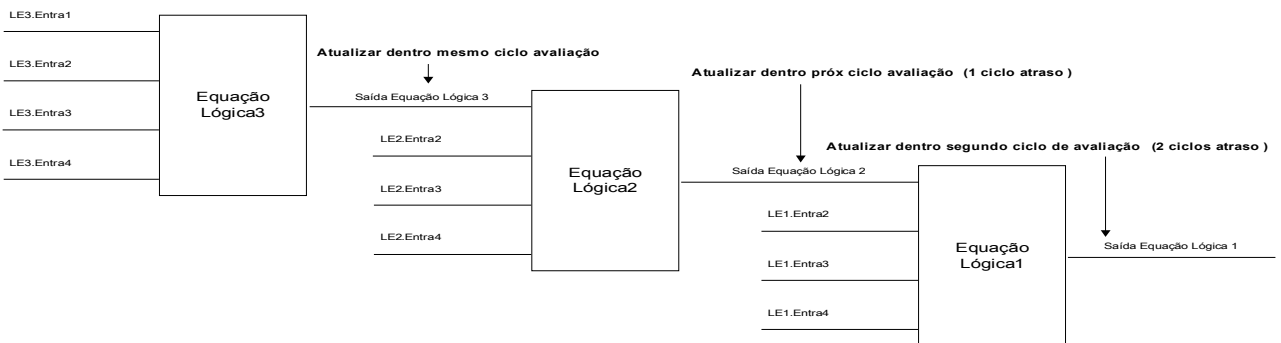 LE3.Entra1
LE3.Entra2
LE3.Entra3
LE3.Entra4
Equação
Lógica3
Atualizar dentro mesmo ciclo avaliação
Saída Equação Lógica 3
LE2.Entra2
LE2.Entra3
LE2.Entra4
Equação
Lógica2
Atualizar dentro próx ciclo avaliação (1 ciclo atraso )
Saída Equação Lógica 2
LE1.Entra2
LE1.Entra3
LE1.Entra4
Equação
Lógica1
Atualizar dentro segundo ciclo de avaliação (2 ciclos atraso )
Saída Equação Lógica 1